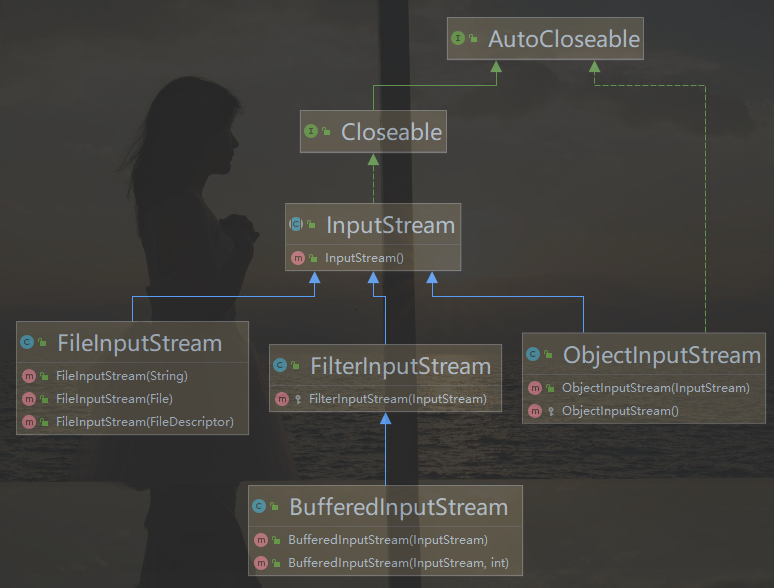 AutoCloseable
Closeable
InputStream
InputStream()
FileInputStream
FileInputStream(String)
FileInputStream(File)
FileInputStream(FileDescriptor)
FilterInputStream
FilterInputStream(InputStream)
ObjectInputStream
ObjectInputStream(InputStream)
ObjectInputStream()
BufferedInputStream
BufferedInputStream(InputStream)
BufferedInputStream(InputStream, int)